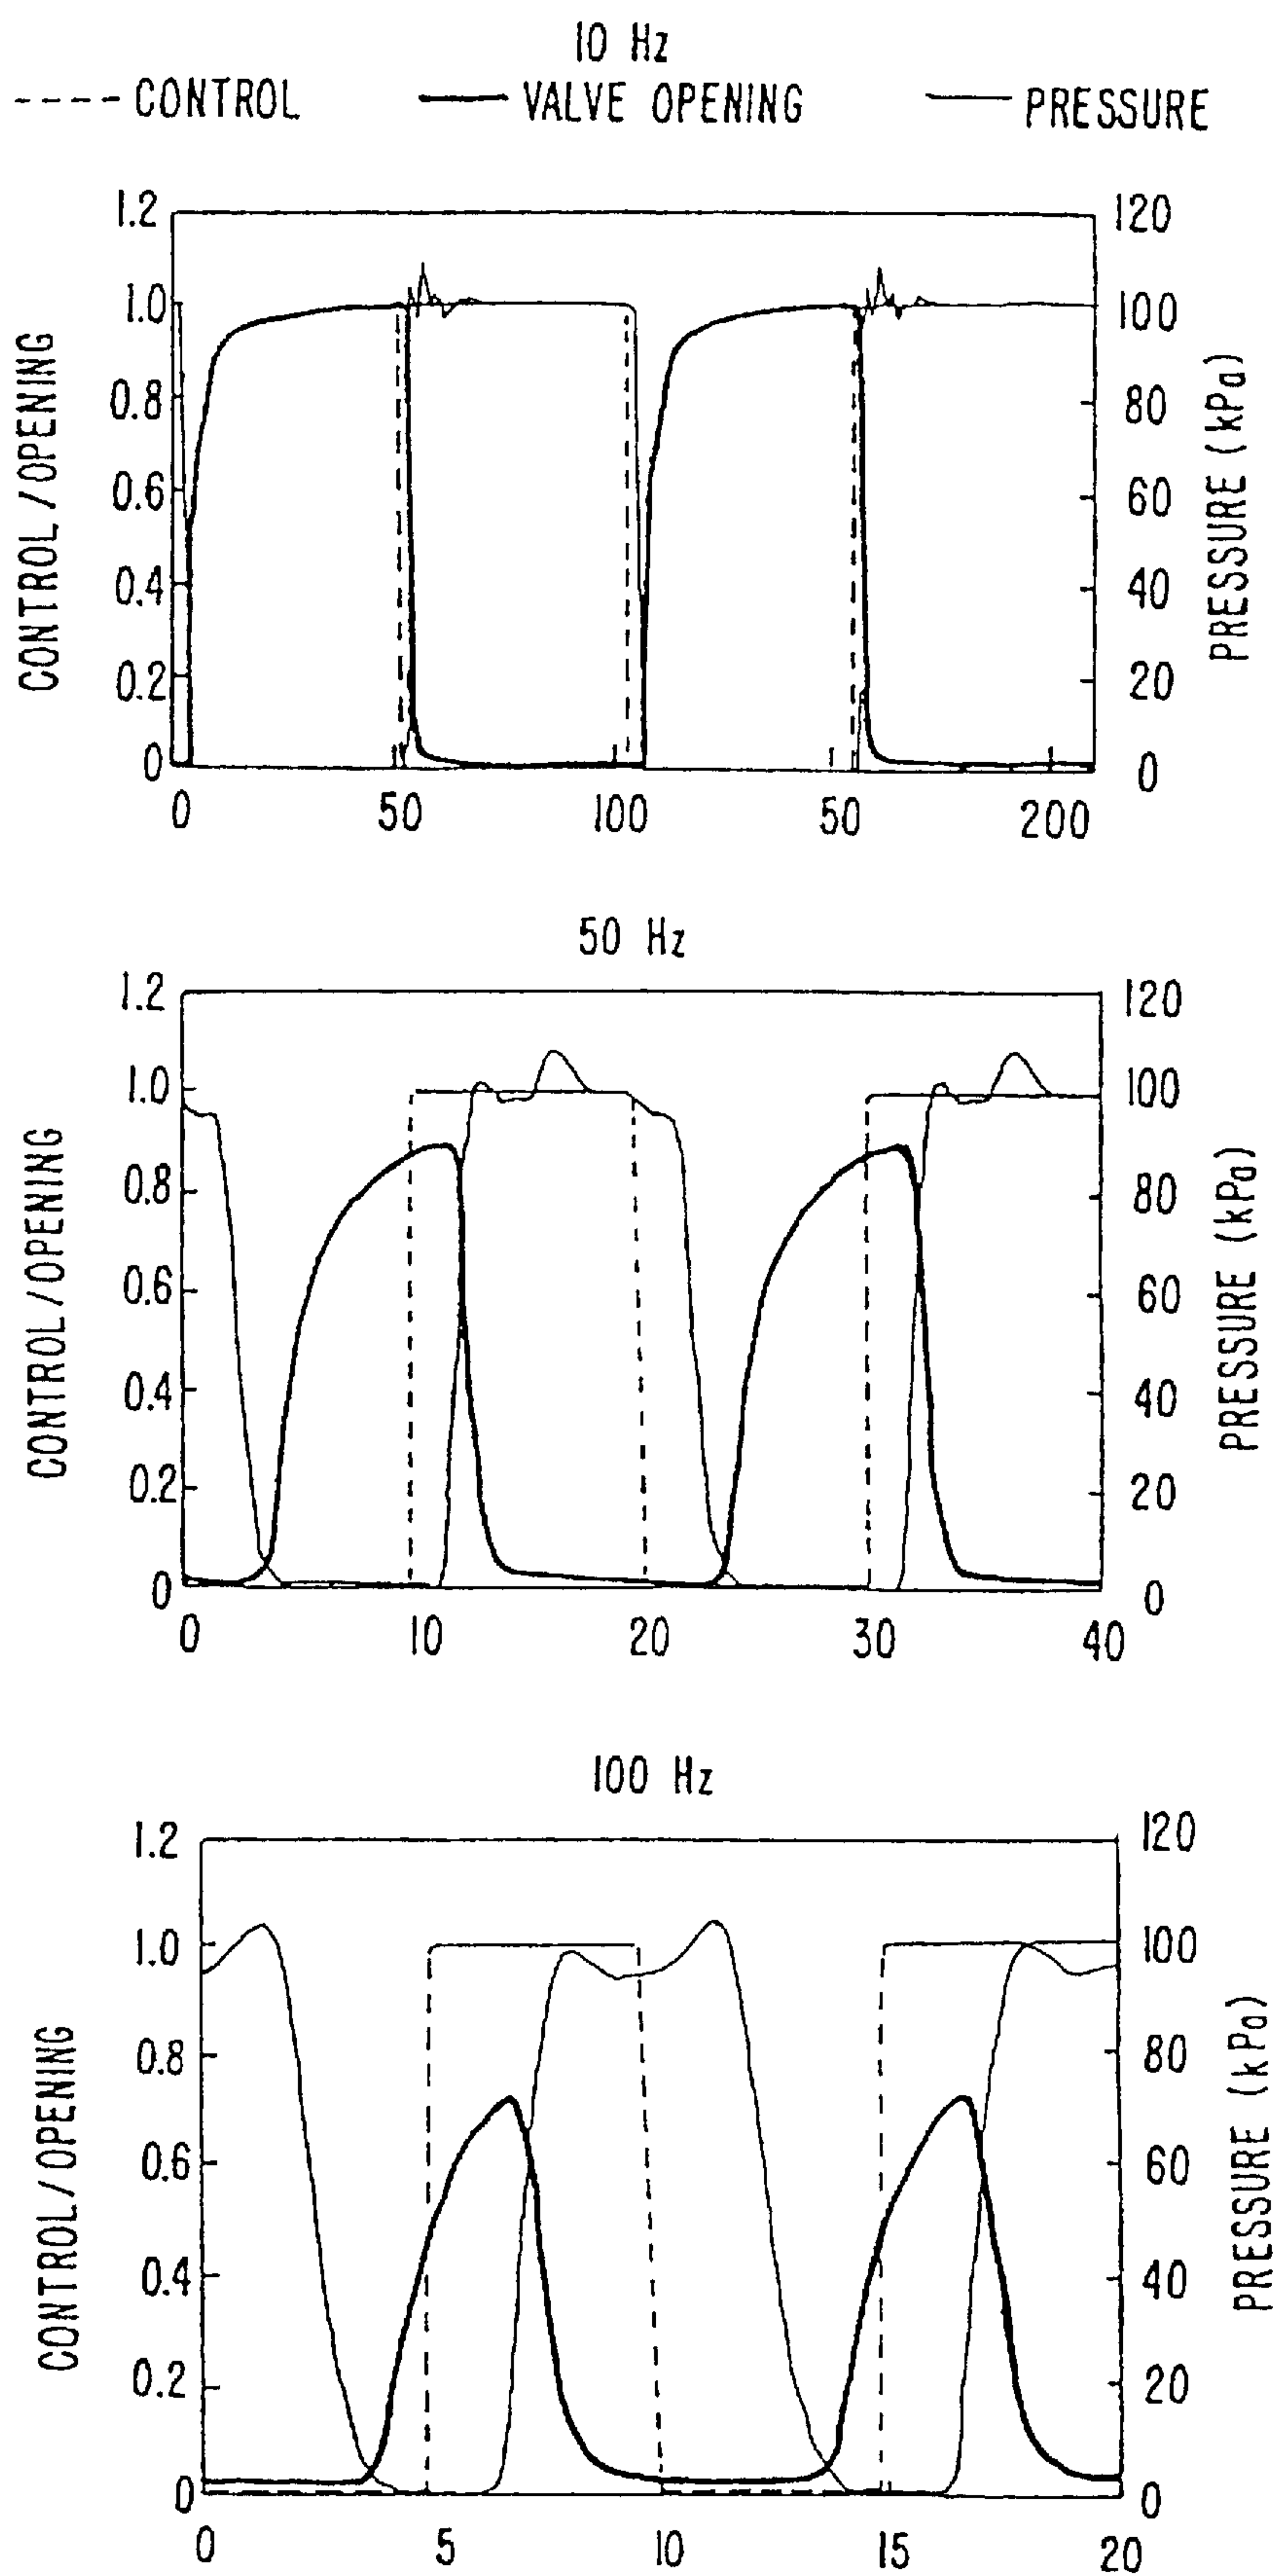 10 Hz
---- CONTROL — VALVE OPENING — PRESSURE
1.2 120
1.0 100
0.8 80
0.6 60
0.4 40
0.2 20
0 0
CONTROL/OPENING
PRESSURE (kPa)
0 50 100 50 200
50 Hz
1.2 120
1.0 100
0.8 80
0.6 60
0.4 40
0.2 20
0 0
CONTROL/OPENING
PRESSURE (kPa)
0 10 20 30 40
100 Hz
1.2 120
1.0 100
0.8 80
0.6 60
0.4 40
0.2 20
0 0
CONTROL/OPENING
PRESSURE (kPa)
0 5 10 15 20